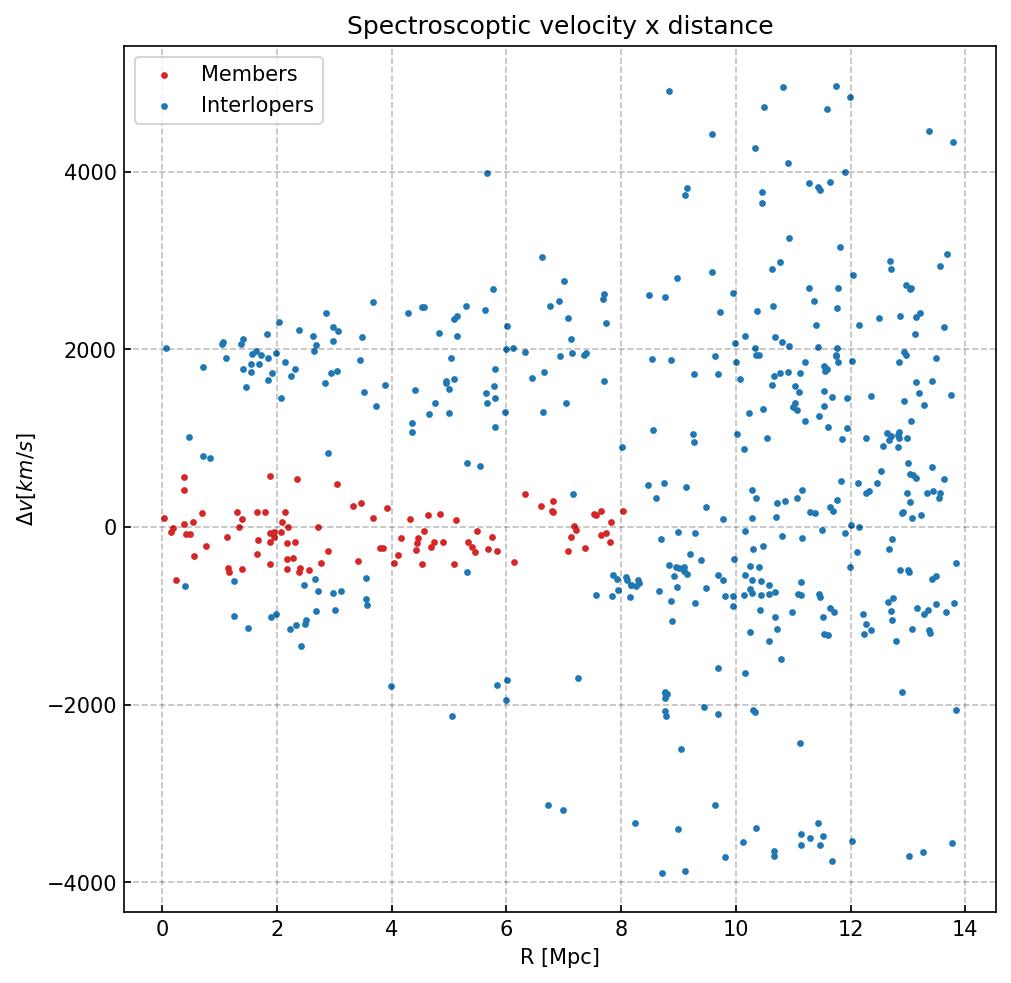 Spectroscoptic velocity x distance
Members
Interlopers
4000
2000
0
−2000
−4000
Δv[km/s]
0 2 4 6 8 10 12 14
R [Mpc]